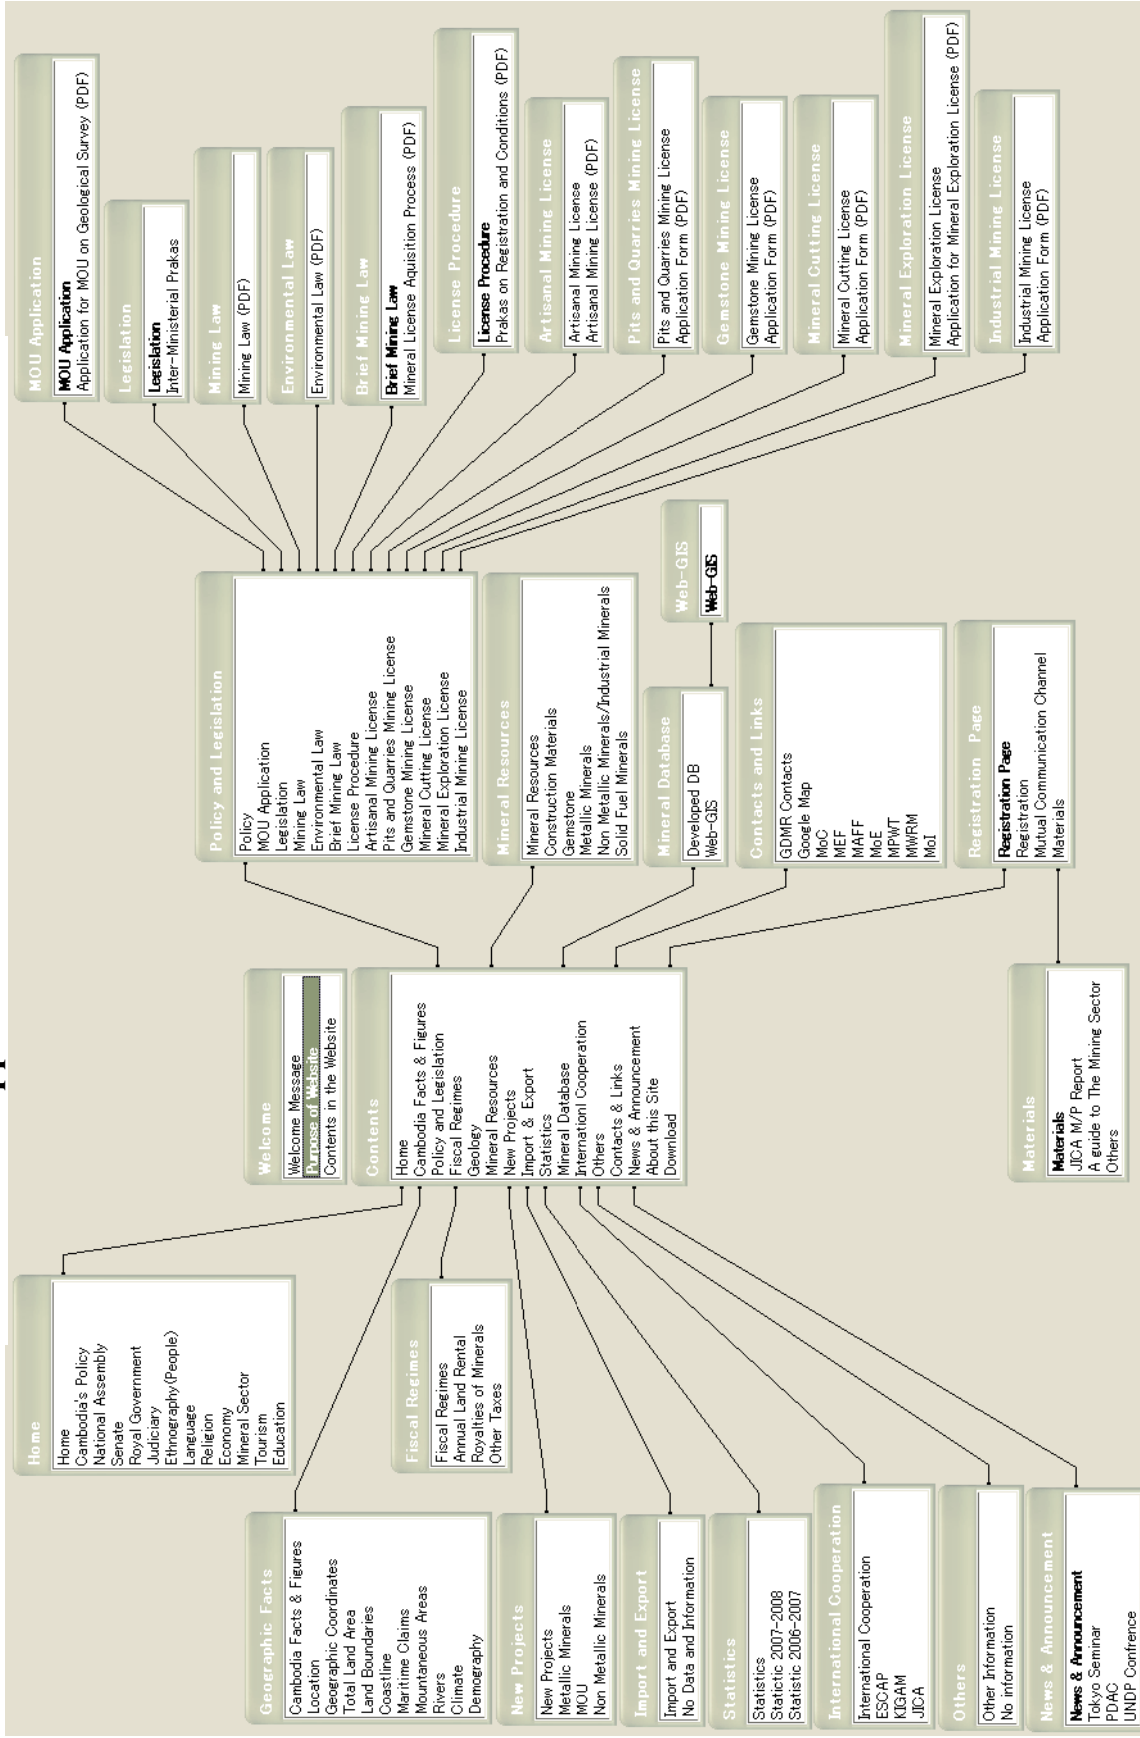 Home
Home
Cambodia's Policy
National Assembly
Senate
Royal Government
Judiciary
Ethnography(People)
Language
Religion
Economy
Mineral Sector
Tourism
Education
Geographic Facts
Cambodia Facts & Figures
Location
Geographic Coordinates
Total Land Area
Land Boundaries
Coastline
Maritime Claims
Mountaneous Areas
Rivers
Climate
Demography
Fiscal Regimes
Fiscal Regimes
Annual Land Rental
Royalties of Minerals
Other Taxes
New Projects
New Projects
Metallic Minerals
MOU
Non Metallic Minerals
Import and Export
Import and Export
No Data and Information
Statistics
Statistics
Statictic 2007-2008
Statistic 2006-2007
International Cooperation
International Cooperation
ESCAP
KIGAM
JICA
Others
Other Information
No information
News & Announcement
News & Announcement
Tokyo Seminar
PDAC
UNDP Confrence
Welcome
Welcome Message
Purpose of Website
Contents in the Website
Contents
Home
Cambodia Facts & Figures
Policy and Legislation
Fiscal Regimes
Geology
Mineral Resources
New Projects
Import & Export
Statistics
Mineral Database
Internationl Cooperation
Others
Contacts & Links
News & Announcement
About this Site
Download
Materials
Materials
JICA M/P Report
A guide to The Mining Sector
Others
Policy and Legislation
Policy
MOU Application
Legislation
Mining Law
Environmental Law
Brief Mining Law
License Procedure
Artisanal Mining License
Pits and Quarries Mining License
Gemstone Mining License
Mineral Cutting License
Mineral Exploration License
Industrial Mining License
Mineral Resources
Mineral Resources
Construction Materials
Gemstone
Metallic Minerals
Non Metallic Minerals/Industrial Minerals
Solid Fuel Minerals
Mineral Database
Developed DB
Web-GIS
Web-GIS
Web-GIS
Contacts and Links
GDMR Contacts
Google Map
MoC
MEF
MAFF
MoE
MPWT
MWRM
MoI
Registration Page
Registration Page
Registration
Mutual Communication Channel
Materials
MOU Application
MOU Application
Application for MOU on Geological Survey (PDF)
Legislation
Legislation
Inter-Ministerial Prakas
Mining Law
Mining Law (PDF)
Environmental Law
Environmental Law (PDF)
Brief Mining Law
Brief Mining Law
Mineral License Aquisition Process (PDF)
License Procedure
License Procedure
Prakas on Registration and Conditions (PDF)
Artisanal Mining License
Artisanal Mining License
Artisanal Mining License (PDF)
Pits and Quarries Mining License
Pits and Quarries Mining License
Application Form (PDF)
Gemstone Mining License
Gemstone Mining License
Application Form (PDF)
Mineral Cutting License
Mineral Cutting License
Application Form (PDF)
Mineral Exploration License
Mineral Exploration License
Application for Mineral Exploration License (PDF)
Industrial Mining License
Industrial Mining License
Application Form (PDF)